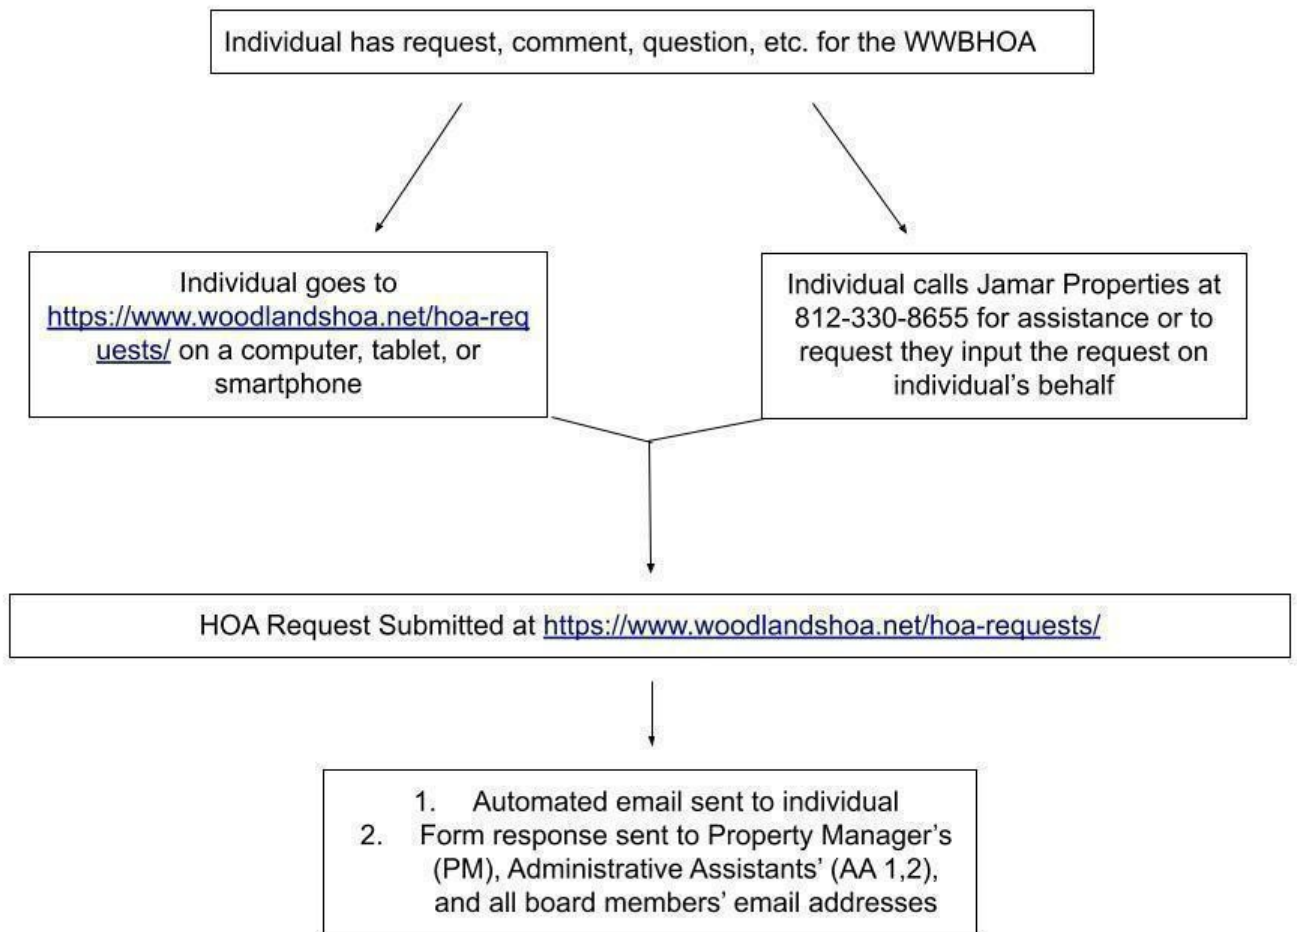 Individual has request, comment, question, etc. for the WWBHOA
Individual goes to
https://www.woodlandshoa.net/hoa-req
uests/ on a computer, tablet, or
smartphone
Individual calls Jamar Properties at
812-330-8655 for assistance or to
request they input the request on
individual's behalf
HOA Request Submitted at https://www.woodlandshoa.net/hoa-requests/
1. Automated email sent to individual
2. Form response sent to Property Manager's
(PM), Administrative Assistants' (AA 1,2),
and all board members' email addresses